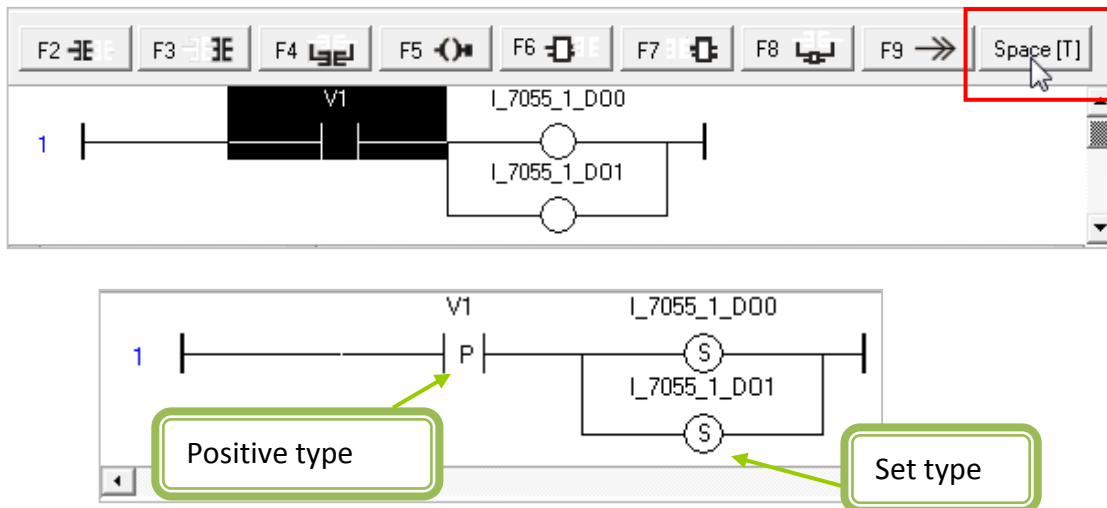 F2 F3 F4 F5 F6 F7 F8 F9 Space [T]
V1 I_7055_1_DO0
1
I_7055_1_DO1
V1 I_7055_1_DO0
1 P S
I_7055_1_DO1
S
Positive type
Set type